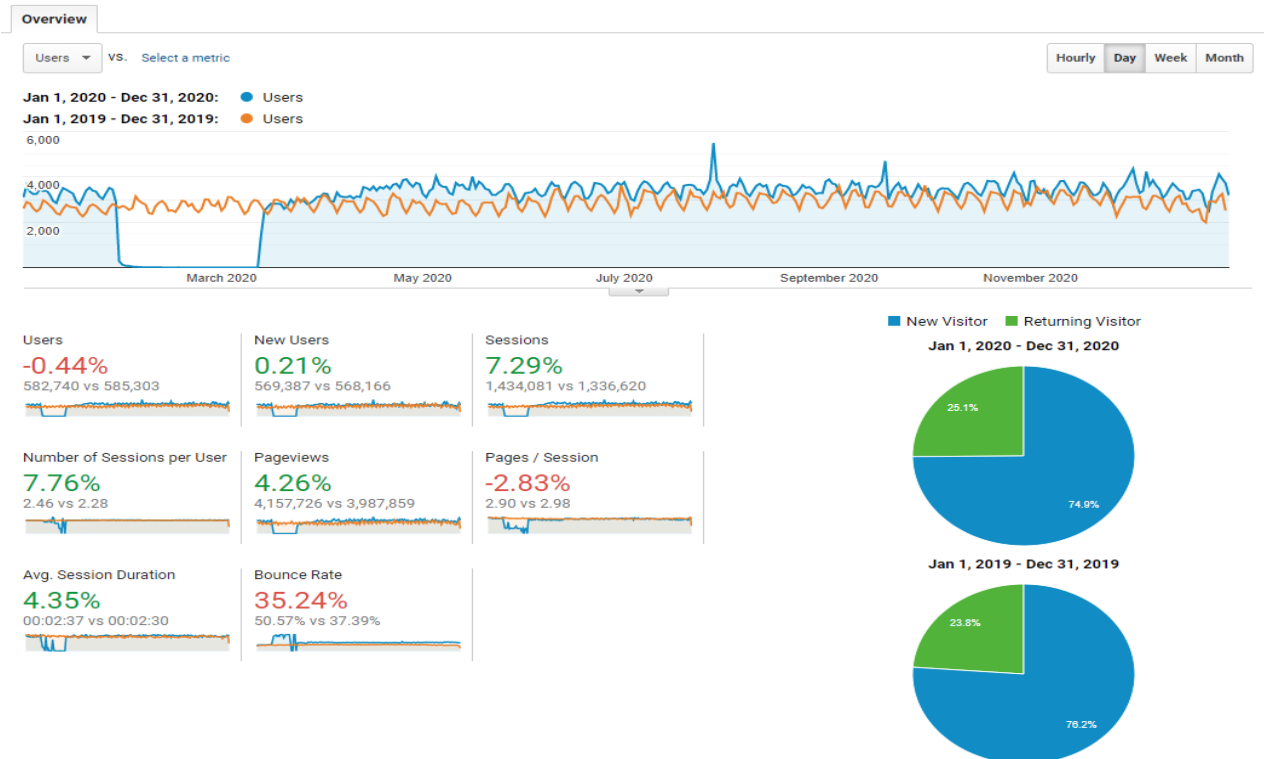 Overview
Users vs. Select a metric Hourly Day Week Month
Jan 1, 2020 - Dec 31, 2020: Users
Jan 1, 2019 - Dec 31, 2019: Users
6,000
4,000
2,000
March 2020 May 2020 July 2020 September 2020 November 2020
Users
-0.44%
582,740 vs 585,303
New Users
0.21%
569,387 vs 568,166
Sessions
7.29%
1,434,081 vs 1,336,620
Number of Sessions per User
7.76%
2.46 vs 2.28
Pageviews
4.26%
4,157,726 vs 3,987,859
Pages / Session
-2.83%
2.90 vs 2.98
Avg. Session Duration
4.35%
00:02:37 vs 00:02:30
Bounce Rate
35.24%
50.57% vs 37.39%
New Visitor Returning Visitor
Jan 1, 2020 - Dec 31, 2020
25.1%
74.9%
Jan 1, 2019 - Dec 31, 2019
23.8%
76.2%